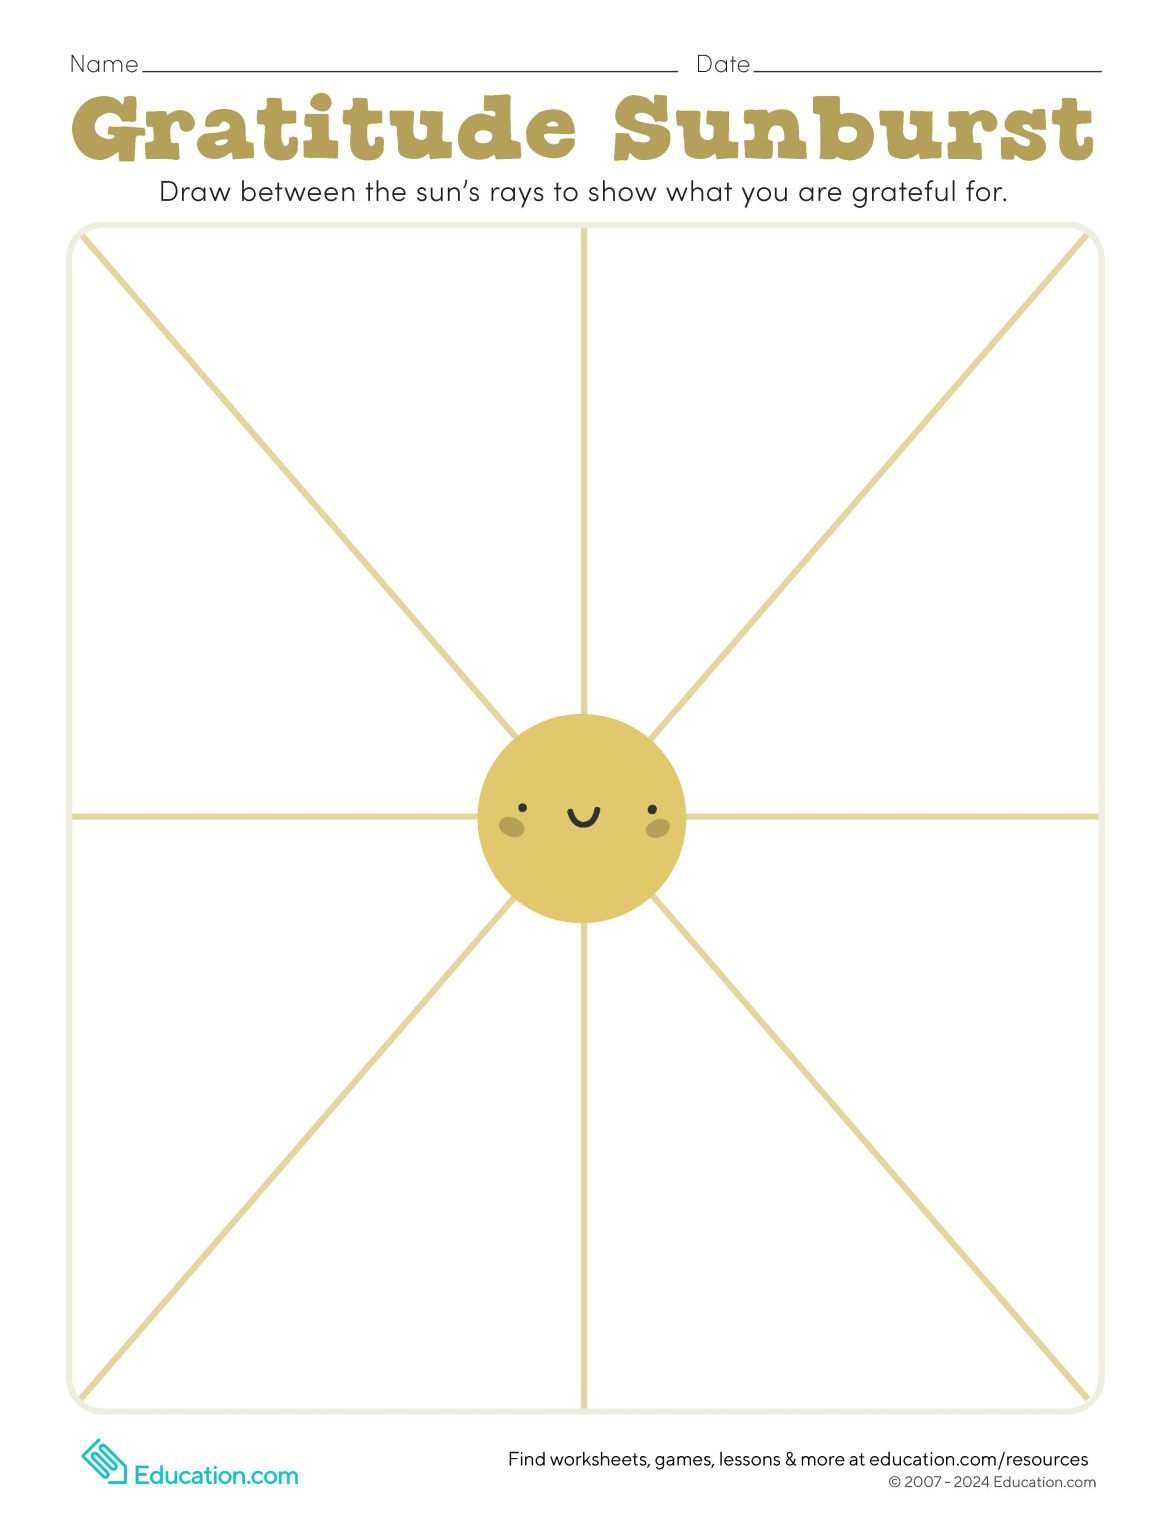 Name Date
Gratitude Sunburst
Draw between the sun's rays to show what you are grateful for.
Education.com
Find worksheets, games, lessons & more at education.com/resources
© 2007 - 2024 Education.com